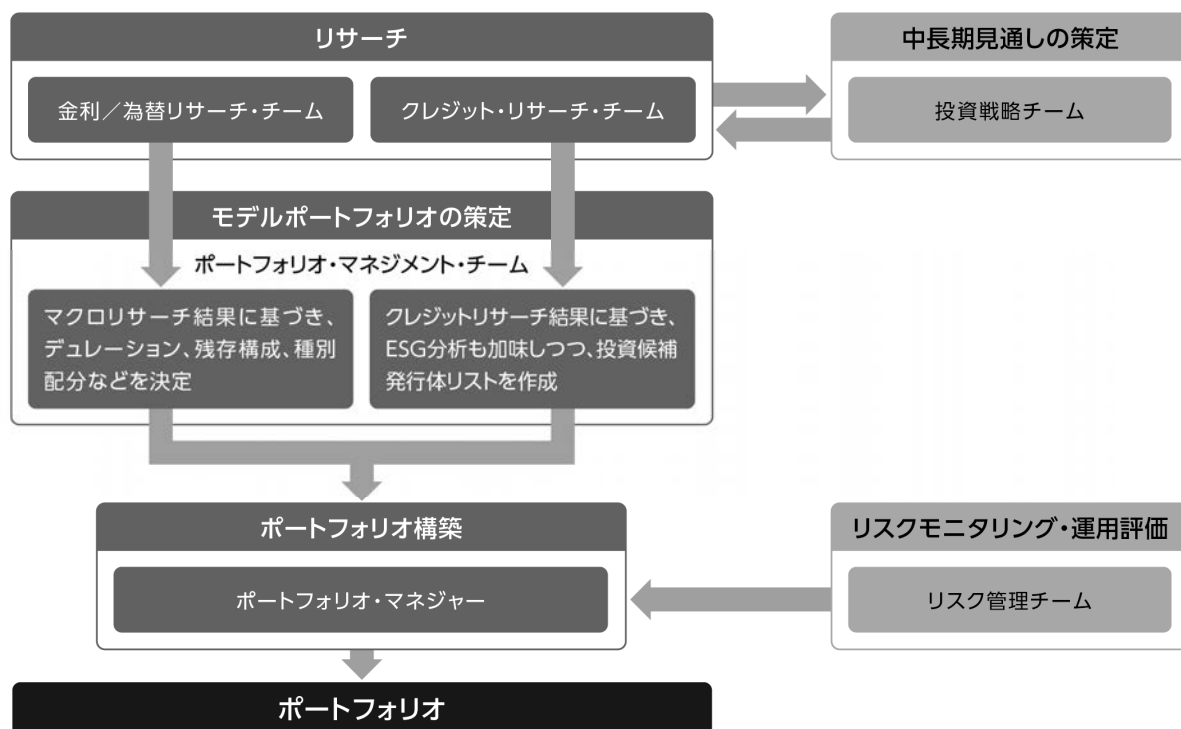 リサーチ
金利／為替リサーチ・チーム
クレジット・リサーチ・チーム
中長期見通しの策定
投資戦略チーム
モデルポートフォリオの策定
ポートフォリオ・マネジメント・チーム
マクロリサーチ結果に基づき、
デュレーション、残存構成、種別
配分などを決定
クレジットリサーチ結果に基づき、
ESG分析も加味しつつ、投資候補
発行体リストを作成
ポートフォリオ構築
ポートフォリオ・マネジャー
リスクモニタリング・運用評価
リスク管理チーム
ポートフォリオ